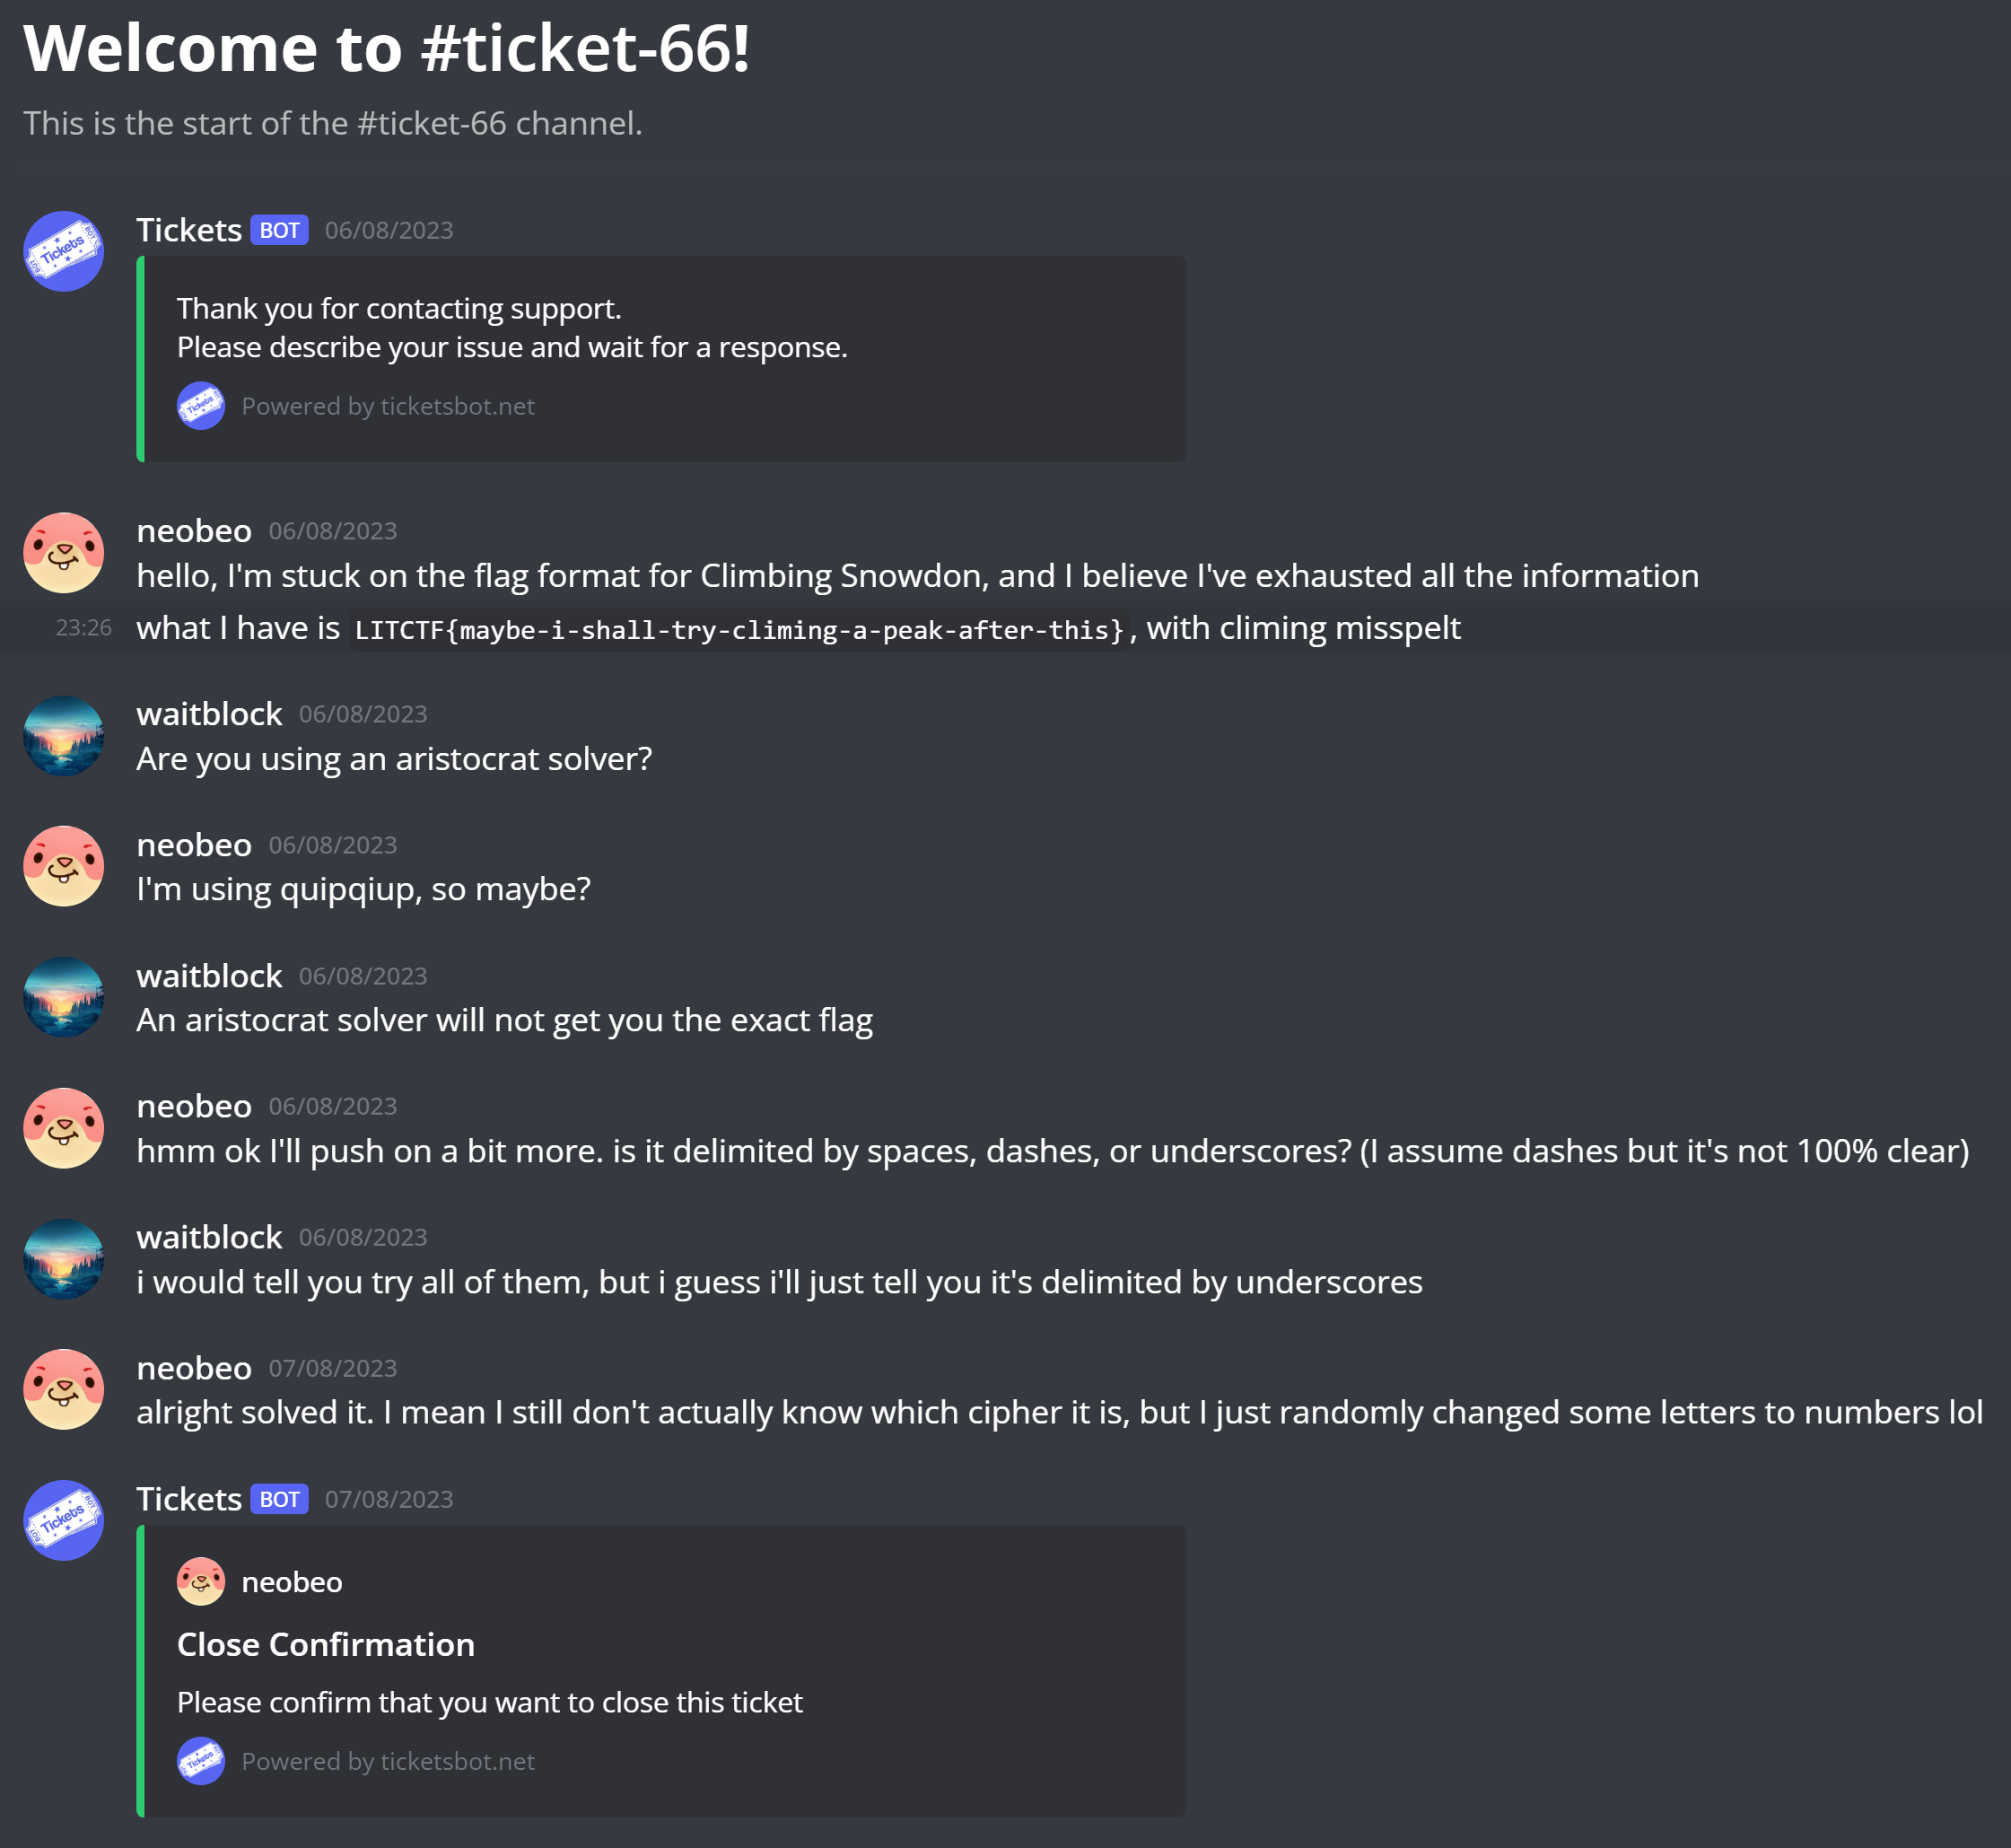 Welcome to #ticket-66!
This is the start of the #ticket-66 channel.
Tickets BOT 06/08/2023
Thank you for contacting support.
Please describe your issue and wait for a response.
Powered by ticketsbot.net
neobeo 06/08/2023
hello, I'm stuck on the flag format for Climbing Snowdon, and I believe I've exhausted all the information
23:26 what I have is LITCTF{maybe-i-shall-try-climing-a-peak-after-this}, with climing misspelt
waitblock 06/08/2023
Are you using an aristocrat solver?
neobeo 06/08/2023
I'm using quipqiup, so maybe?
waitblock 06/08/2023
An aristocrat solver will not get you the exact flag
neobeo 06/08/2023
hmm ok I'll push on a bit more. is it delimited by spaces, dashes, or underscores? (I assume dashes but it's not 100% clear)
waitblock 06/08/2023
i would tell you try all of them, but i guess i'll just tell you it's delimited by underscores
neobeo 07/08/2023
alright solved it. I mean I still don't actually know which cipher it is, but I just randomly changed some letters to numbers lol
Tickets BOT 07/08/2023
neobeo
Close Confirmation
Please confirm that you want to close this ticket
Powered by ticketsbot.net